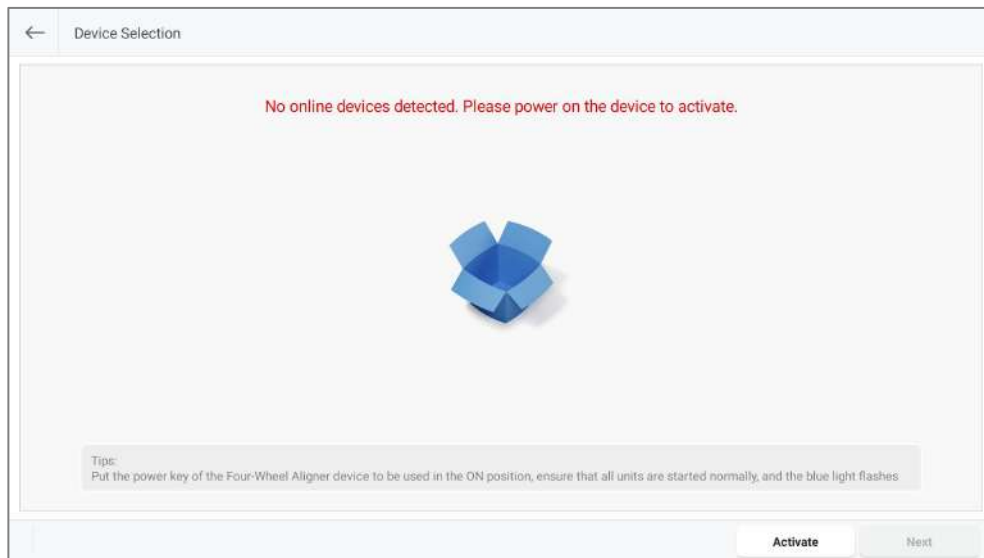 Device Selection
No online devices detected. Please power on the device to activate.
Tips:
Put the power key of the Four-Wheel Aligner device to be used in the ON position, ensure that all units are started normally, and the blue light flashes
Activate
Next